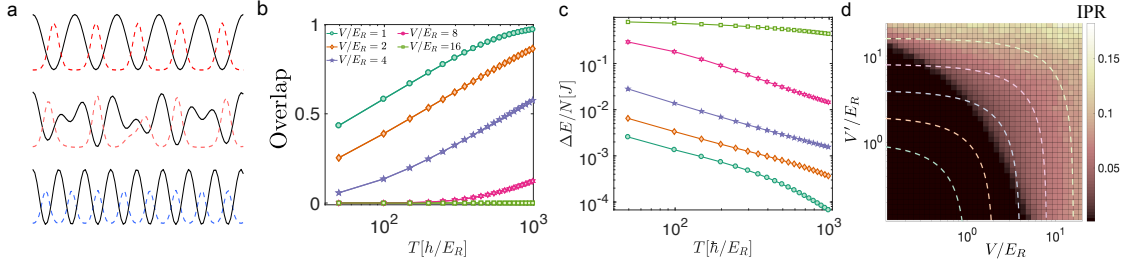 a
b
Overlap
1
0.5
0
V/E_R = 1
V/E_R = 2
V/E_R = 4
V/E_R = 8
V/E_R = 16
10^2
10^3
T[h/E_R]
c
ΔE/N[J]
10^-1
10^-2
10^-3
10^-4
10^2
10^3
T[ħ/E_R]
d
IPR
V'/E_R
10^1
10^0
10^0
10^1
V/E_R
0.15
0.1
0.05